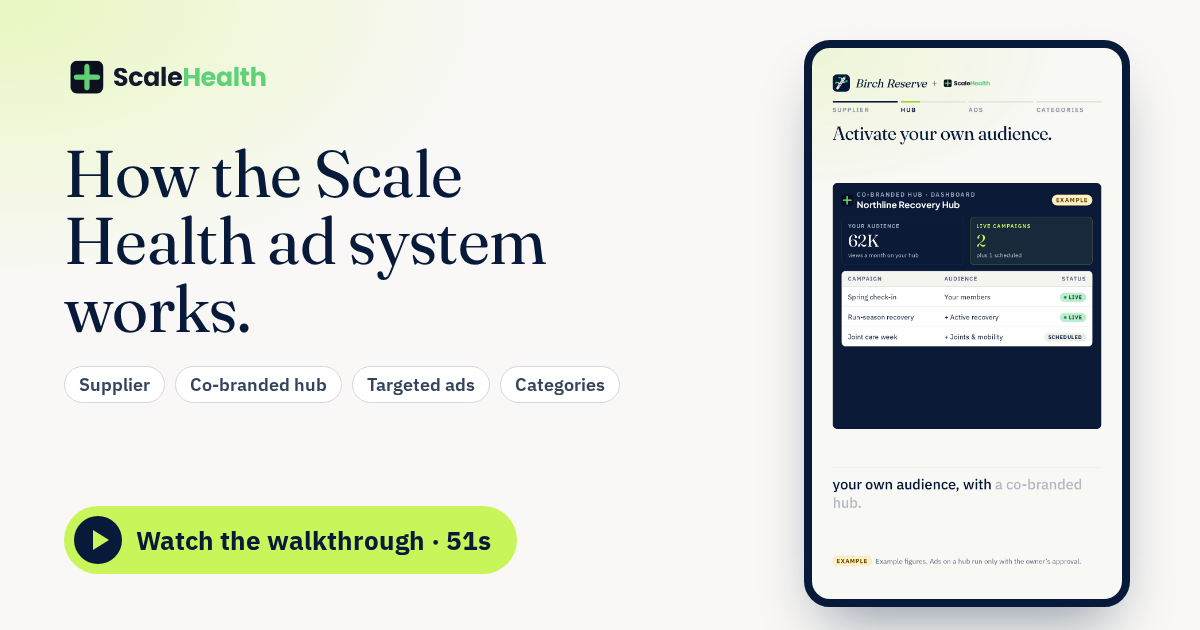 ScaleHealth
How the Scale
Health ad system
works.
Supplier
Co-branded hub
Targeted ads
Categories
Watch the walkthrough · 51s
Birch Reserve + ScaleHealth
SUPPLIER HUB ADS CATEGORIES
Activate your own audience.
CO-BRANDED HUB · DASHBOARD
Northline Recovery Hub
EXAMPLE
YOUR AUDIENCE
62K
views a month on your hub
LIVE CAMPAIGNS
2
plus 1 scheduled
CAMPAIGN AUDIENCE STATUS
Spring check-in Your members LIVE
Run-season recovery + Active recovery LIVE
Joint care week + Joints & mobility SCHEDULED
your own audience, with a co-branded
hub.
EXAMPLE Example figures. Ads on a hub run only with the owner's approval.